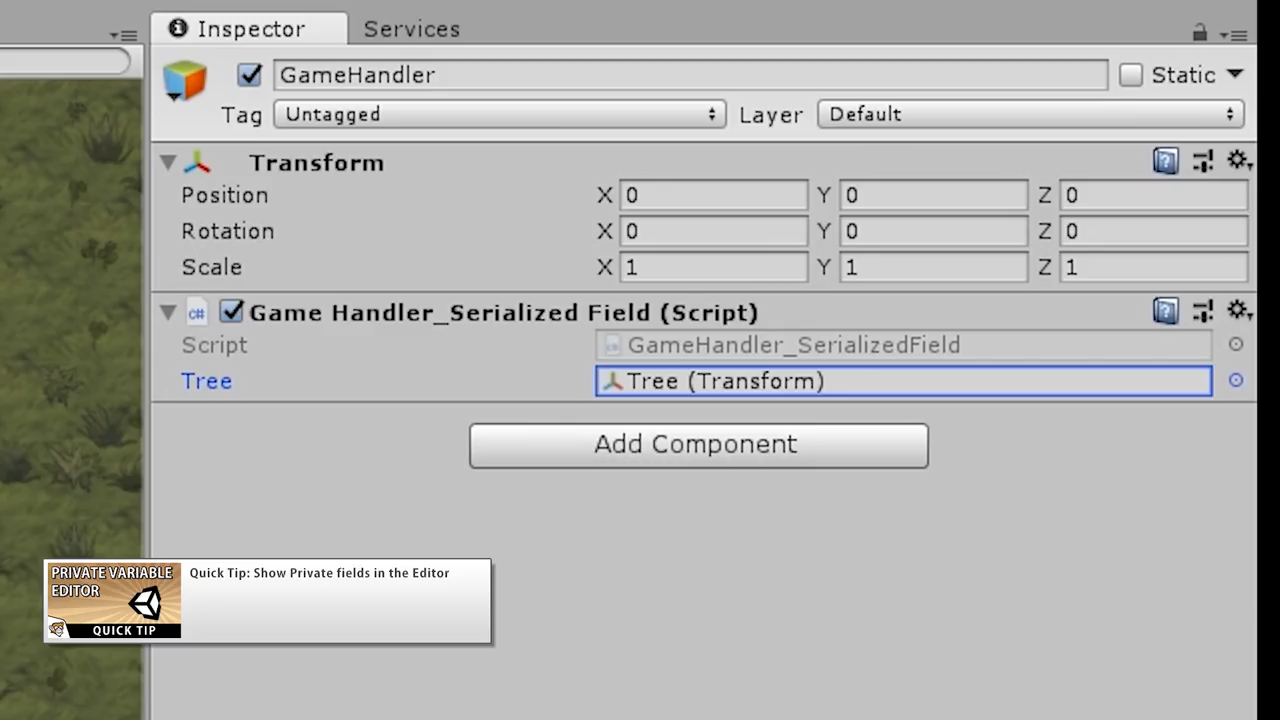 Inspector
Services
GameHandler
Static
Tag
Untagged
Layer
Default
Transform
Position X 0 Y 0 Z 0
Rotation X 0 Y 0 Z 0
Scale X 1 Y 1 Z 1
C#
Game Handler_Serialized Field (Script)
Script
GameHandler_SerializedField
Tree
Tree (Transform)
Add Component
PRIVATE VARIABLE
EDITOR
QUICK TIP
Quick Tip: Show Private fields in the Editor